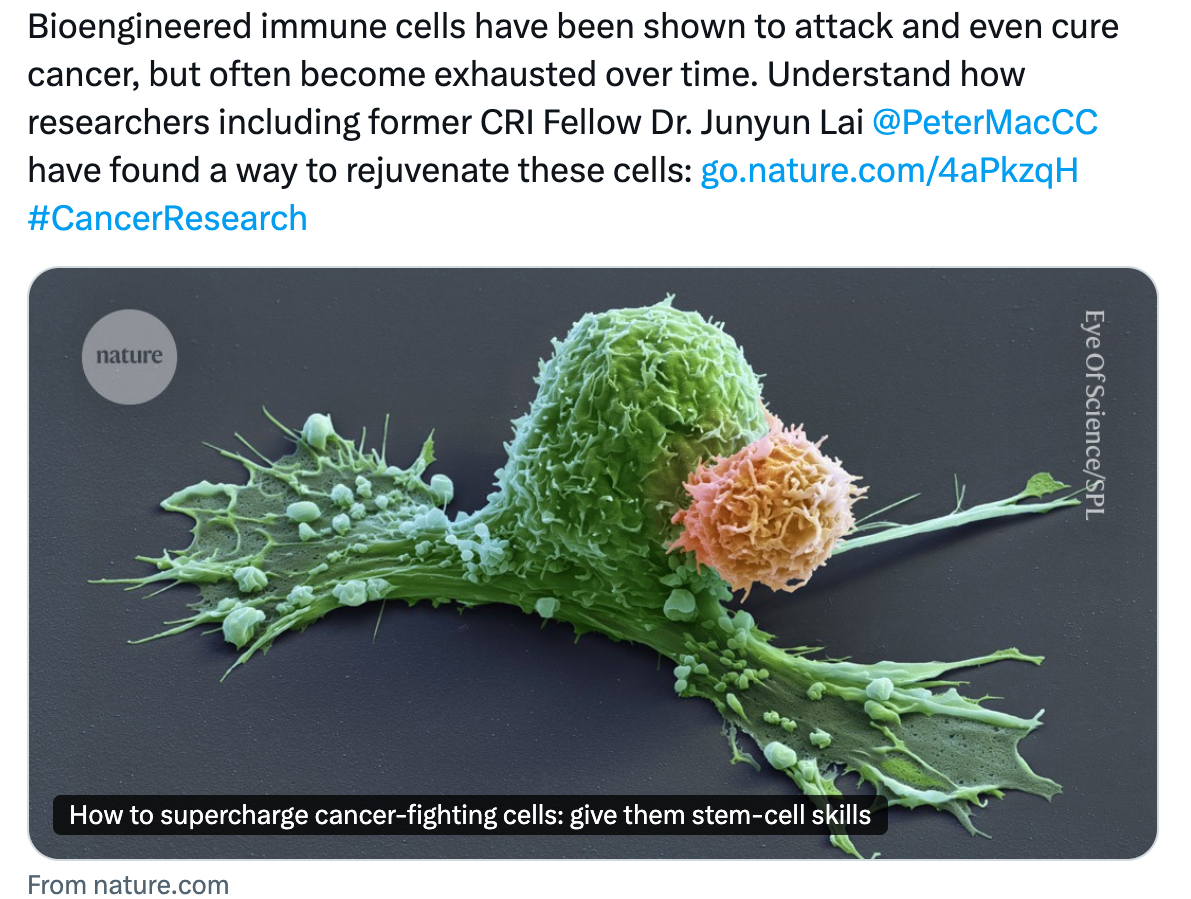 Bioengineered immune cells have been shown to attack and even cure
cancer, but often become exhausted over time. Understand how
researchers including former CRI Fellow Dr. Junyun Lai @PeterMacCC
have found a way to rejuvenate these cells: go.nature.com/4aPkzqH
#CancerResearch
nature
Eye Of Science/SPL
How to supercharge cancer-fighting cells: give them stem-cell skills
From nature.com